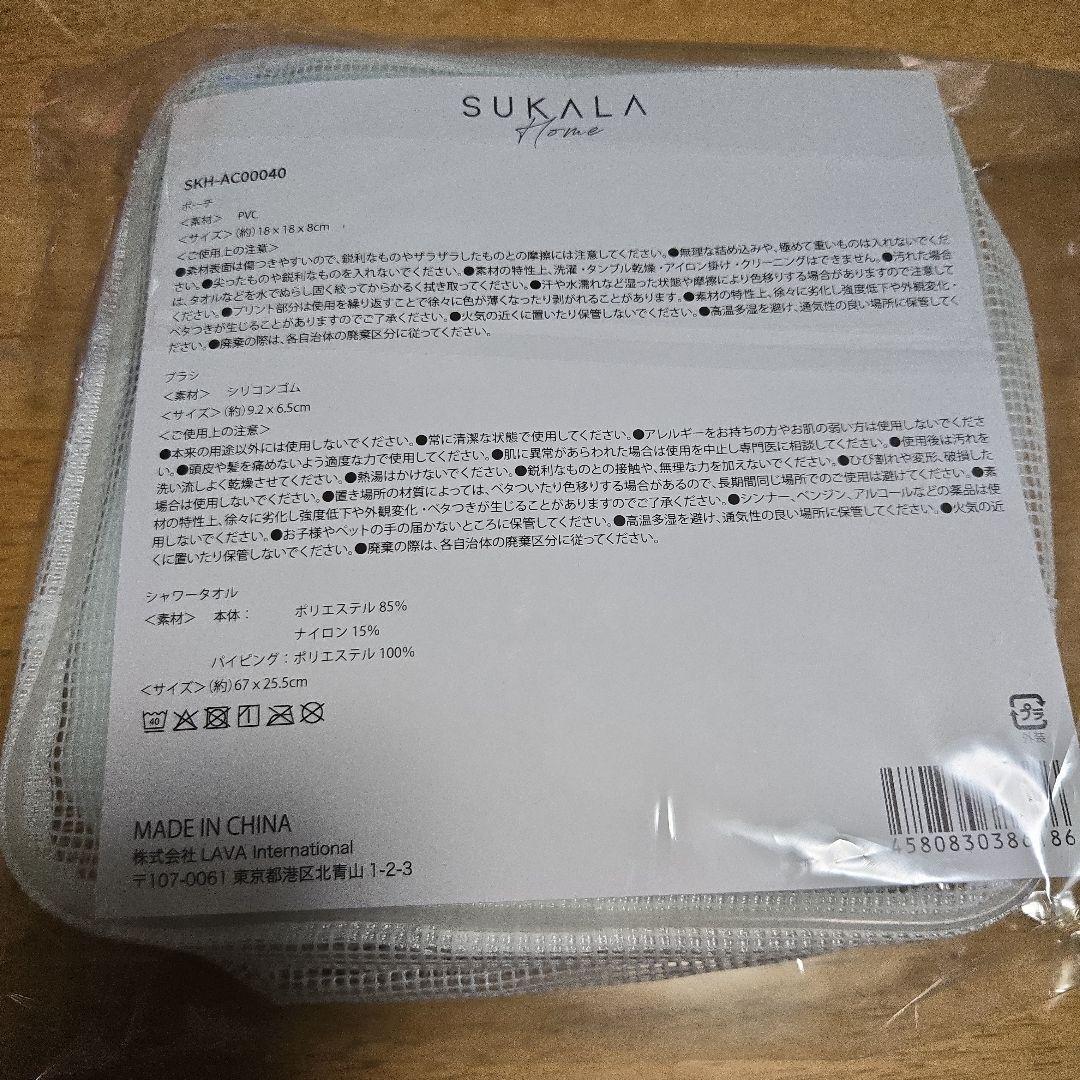 SUKALA
Home
SKH-AC00040
ポーチ
＜素材＞ PVC
＜サイズ＞(約)18 x 18 x 8cm
＜ご使用上の注意＞
●素材表面は傷つきやすいので、鋭利なものやザラザラしたものとの摩擦には注意してください。●無理な詰め込みや、極めて重いものは入れないでくだ
さい。●尖ったものや鋭利なものを入れないでください。●素材の特性上、洗濯・タンブル乾燥・アイロン掛け・クリーニングはできません。●汚れた場合
は、タオルなどを水でぬらし固く絞ってからかるく拭き取ってください。●汗や水濡れなど湿った状態や摩擦により色移りする場合がありますので注意して
ください。●プリント部分は使用を繰り返すことで徐々に色が薄くなったり剥がれることがあります。●素材の特性上、徐々に劣化し強度低下や外観変化・
ベタつきが生じることがありますのでご了承ください。●火気の近くに置いたり保管しないでください。●高温多湿を避け、通気性の良い場所に保管してく
ださい。●廃棄の際は、各自治体の廃棄区分に従ってください。
ブラシ
＜素材＞ シリコンゴム
＜サイズ＞(約)9.2 x 6.5cm
＜ご使用上の注意＞
●本来の用途以外には使用しないでください。●常に清潔な状態で使用してください。●アレルギーをお持ちの方やお肌の弱い方は使用しないでくださ
い。●頭皮や髪を痛めないよう適度な力で使用してください。●肌に異常があらわれた場合は使用を中止し専門医に相談してください。●使用後は汚れを
洗い流しよく乾燥させてください。●熱湯はかけないでください。●鋭利なものとの接触や、無理な力を加えないでください。●ひび割れや変形、破損した
場合は使用しないでください。●置き場所の材質によっては、ベタついたり色移りする場合があるので、長期間同じ場所でのご使用は避けてください。●素
材の特性上、徐々に劣化し強度低下や外観変化・ベタつきが生じることがありますのでご了承ください。●シンナー、ベンジン、アルコールなどの薬品は使
用しないでください。●お子様やペットの手の届かないところに保管してください。●高温多湿を避け、通気性の良い場所に保管してください。●火気の近
くに置いたり保管しないでください。●廃棄の際は、各自治体の廃棄区分に従ってください。
シャワータオル
＜素材＞ 本体： ポリエステル 85%
ナイロン 15%
パイピング：ポリエステル 100%
＜サイズ＞(約)67 x 25.5cm
40
プラ
外装
MADE IN CHINA
株式会社 LAVA International
〒107-0061 東京都港区北青山 1-2-3